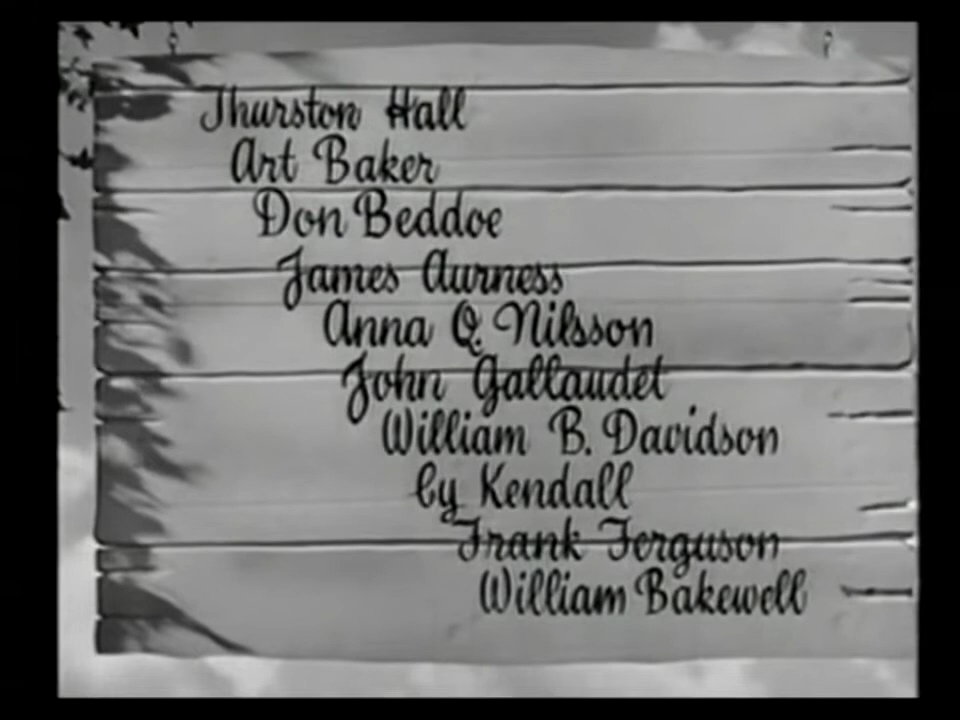 Thurston Hall
Art Baker
Don Beddoe
James Aurness
Anna Q. Nilsson
John Gallaudet
William B. Davidson
Cy Kendall
Frank Ferguson
William Bakewell